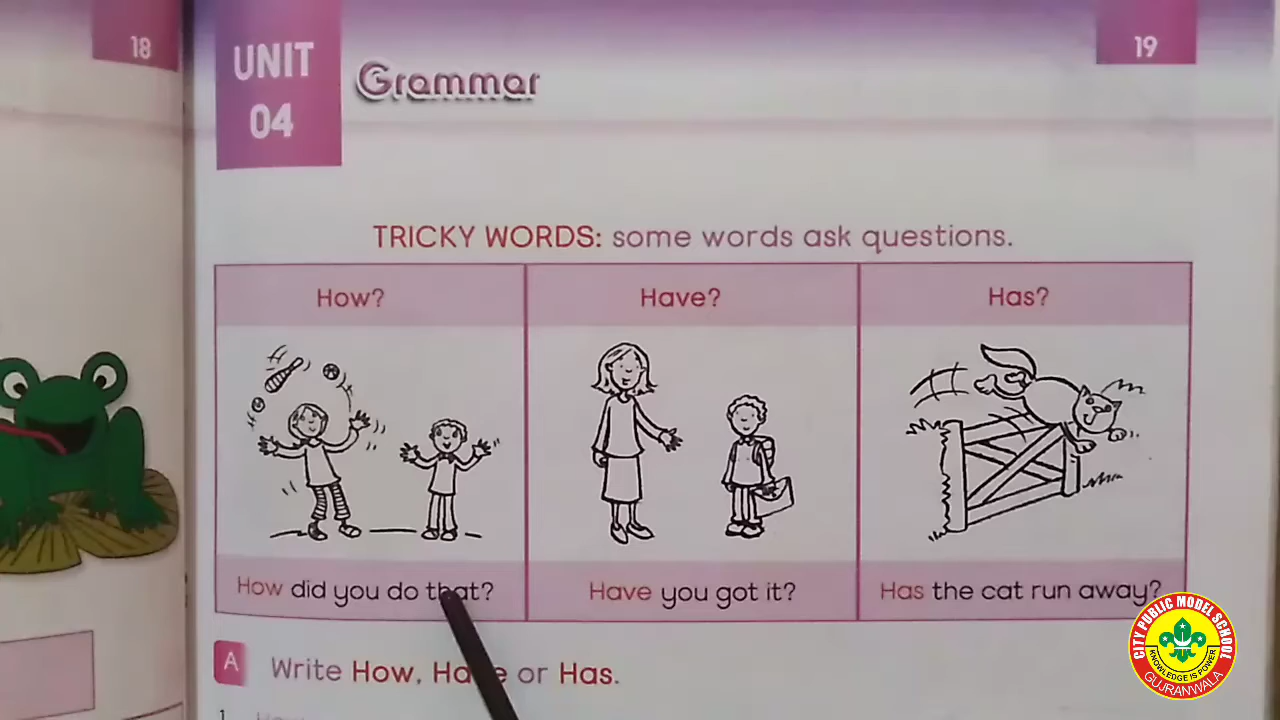 18
UNIT
04
Grammar
19
TRICKY WORDS: some words ask questions.
How?
Have?
Has?
How did you do that?
Have you got it?
Has the cat run away?
A
Write How, Have or Has.
1
CITY PUBLIC MODEL SCHOOL
KNOWLEDGE IS POWER
GUJRANWALA